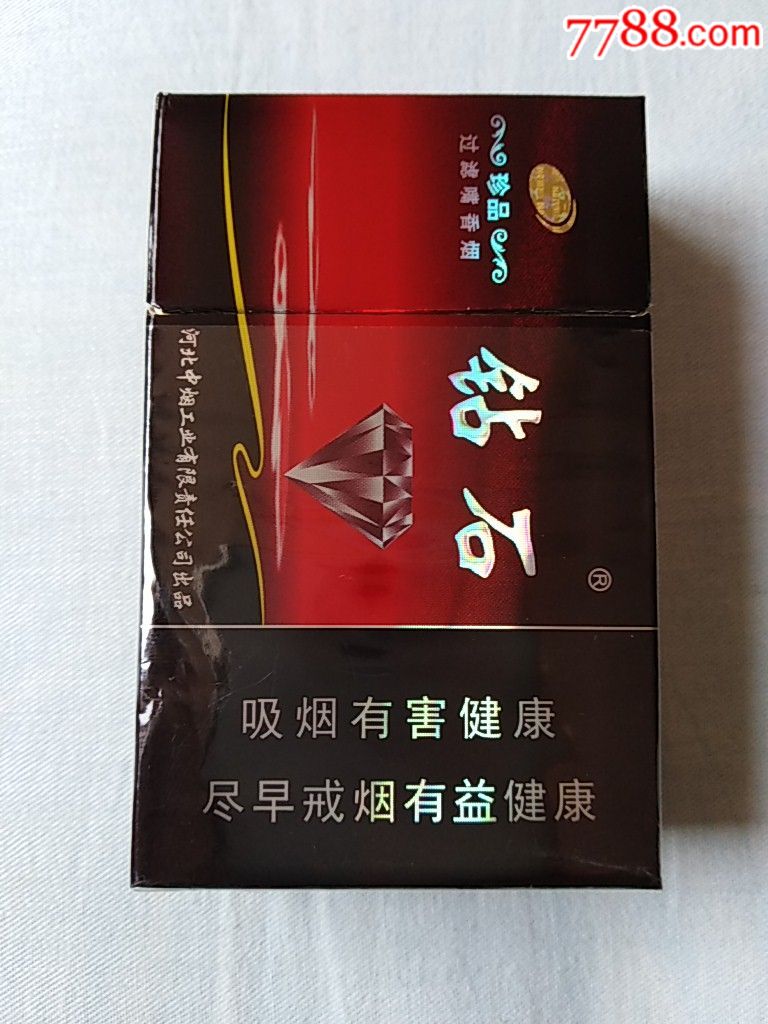 7788.com
珍品
过滤嘴香烟
钻石
®
河北中烟工业有限责任公司出品
吸烟有害健康
尽早戒烟有益健康